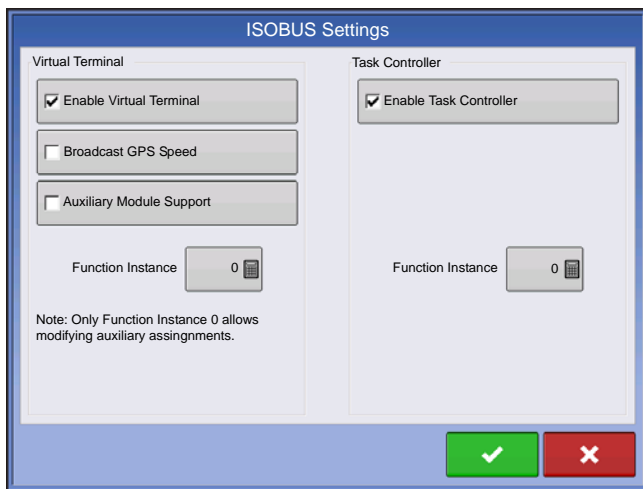 ISOBUS Settings
Virtual Terminal
Enable Virtual Terminal
Broadcast GPS Speed
Auxiliary Module Support
Function Instance 0
Note: Only Function Instance 0 allows
modifying auxiliary assingnments.
Task Controller
Enable Task Controller
Function Instance 0